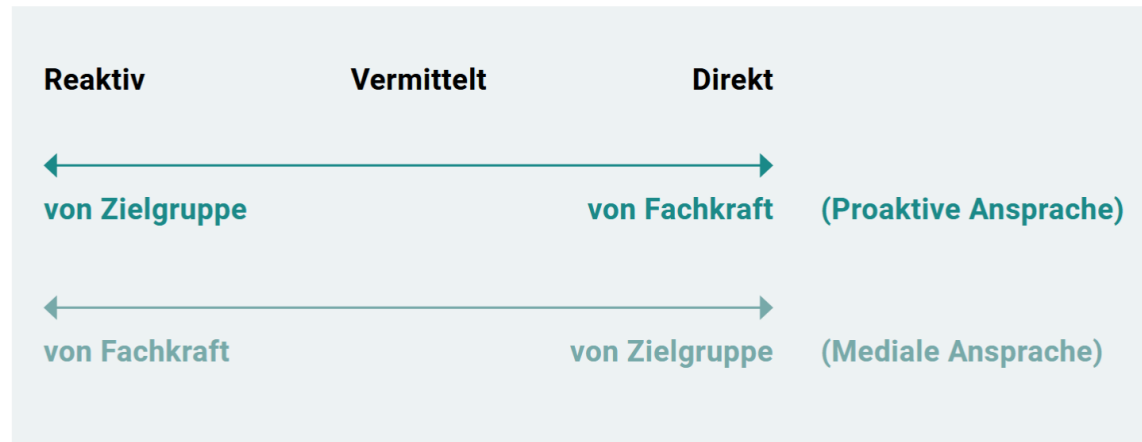 Reaktiv Vermittelt Direkt
von Zielgruppe von Fachkraft (Proaktive Ansprache)
von Fachkraft von Zielgruppe (Mediale Ansprache)